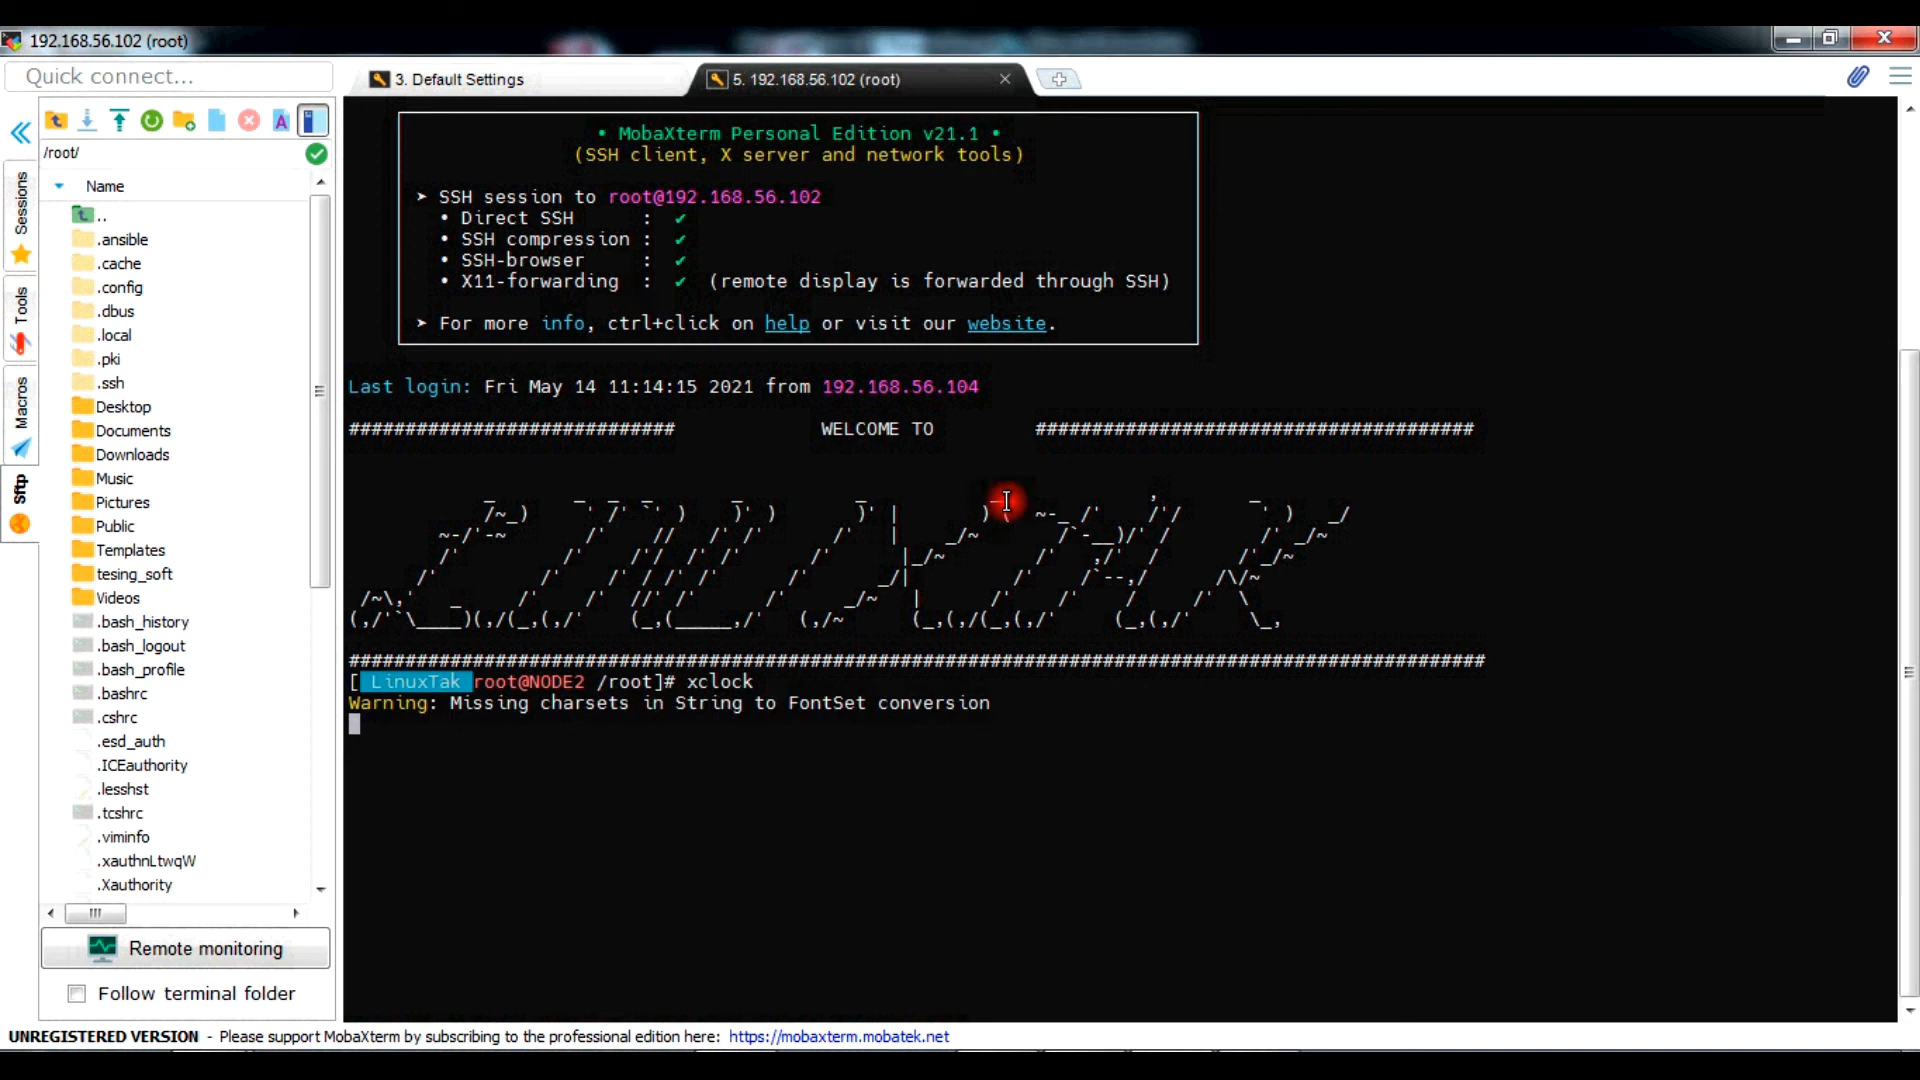 192.168.56.102 (root)
Quick connect...
3. Default Settings
5. 192.168.56.102 (root)
/root/
Name
..
.ansible
.cache
.config
.dbus
.local
.pki
.ssh
Desktop
Documents
Downloads
Music
Pictures
Public
Templates
tesing_soft
Videos
.bash_history
.bash_logout
.bash_profile
.bashrc
.cshrc
.esd_auth
.ICEauthority
.lesshst
.tcshrc
.viminfo
.xauthnLtwqW
.Xauthority
Sessions
Tools
Macros
Sftp
Remote monitoring
Follow terminal folder
• MobaXterm Personal Edition v21.1 •
(SSH client, X server and network tools)
➤ SSH session to root@192.168.56.102
• Direct SSH : ✔
• SSH compression : ✔
• SSH-browser : ✔
• X11-forwarding : ✔ (remote display is forwarded through SSH)
➤ For more info, ctrl+click on help or visit our website.
Last login: Fri May 14 11:14:15 2021 from 192.168.56.104
############################# WELCOME TO #######################################
#####################################################################################################
[ LinuxTak root@NODE2 /root]# xclock
Warning: Missing charsets in String to FontSet conversion
UNREGISTERED VERSION - Please support MobaXterm by subscribing to the professional edition here: https://mobaxterm.mobatek.net